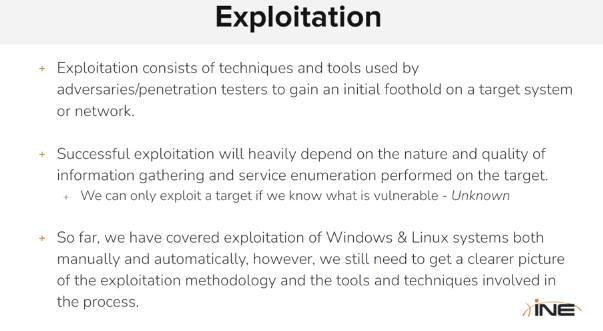 Exploitation
+ Exploitation consists of techniques and tools used by
adversaries/penetration testers to gain an initial foothold on a target system
or network.
+ Successful exploitation will heavily depend on the nature and quality of
information gathering and service enumeration performed on the target.
+ We can only exploit a target if we know what is vulnerable - Unknown
+ So far, we have covered exploitation of Windows & Linux systems both
manually and automatically, however, we still need to get a clearer picture
of the exploitation methodology and the tools and techniques involved in
the process.
INE